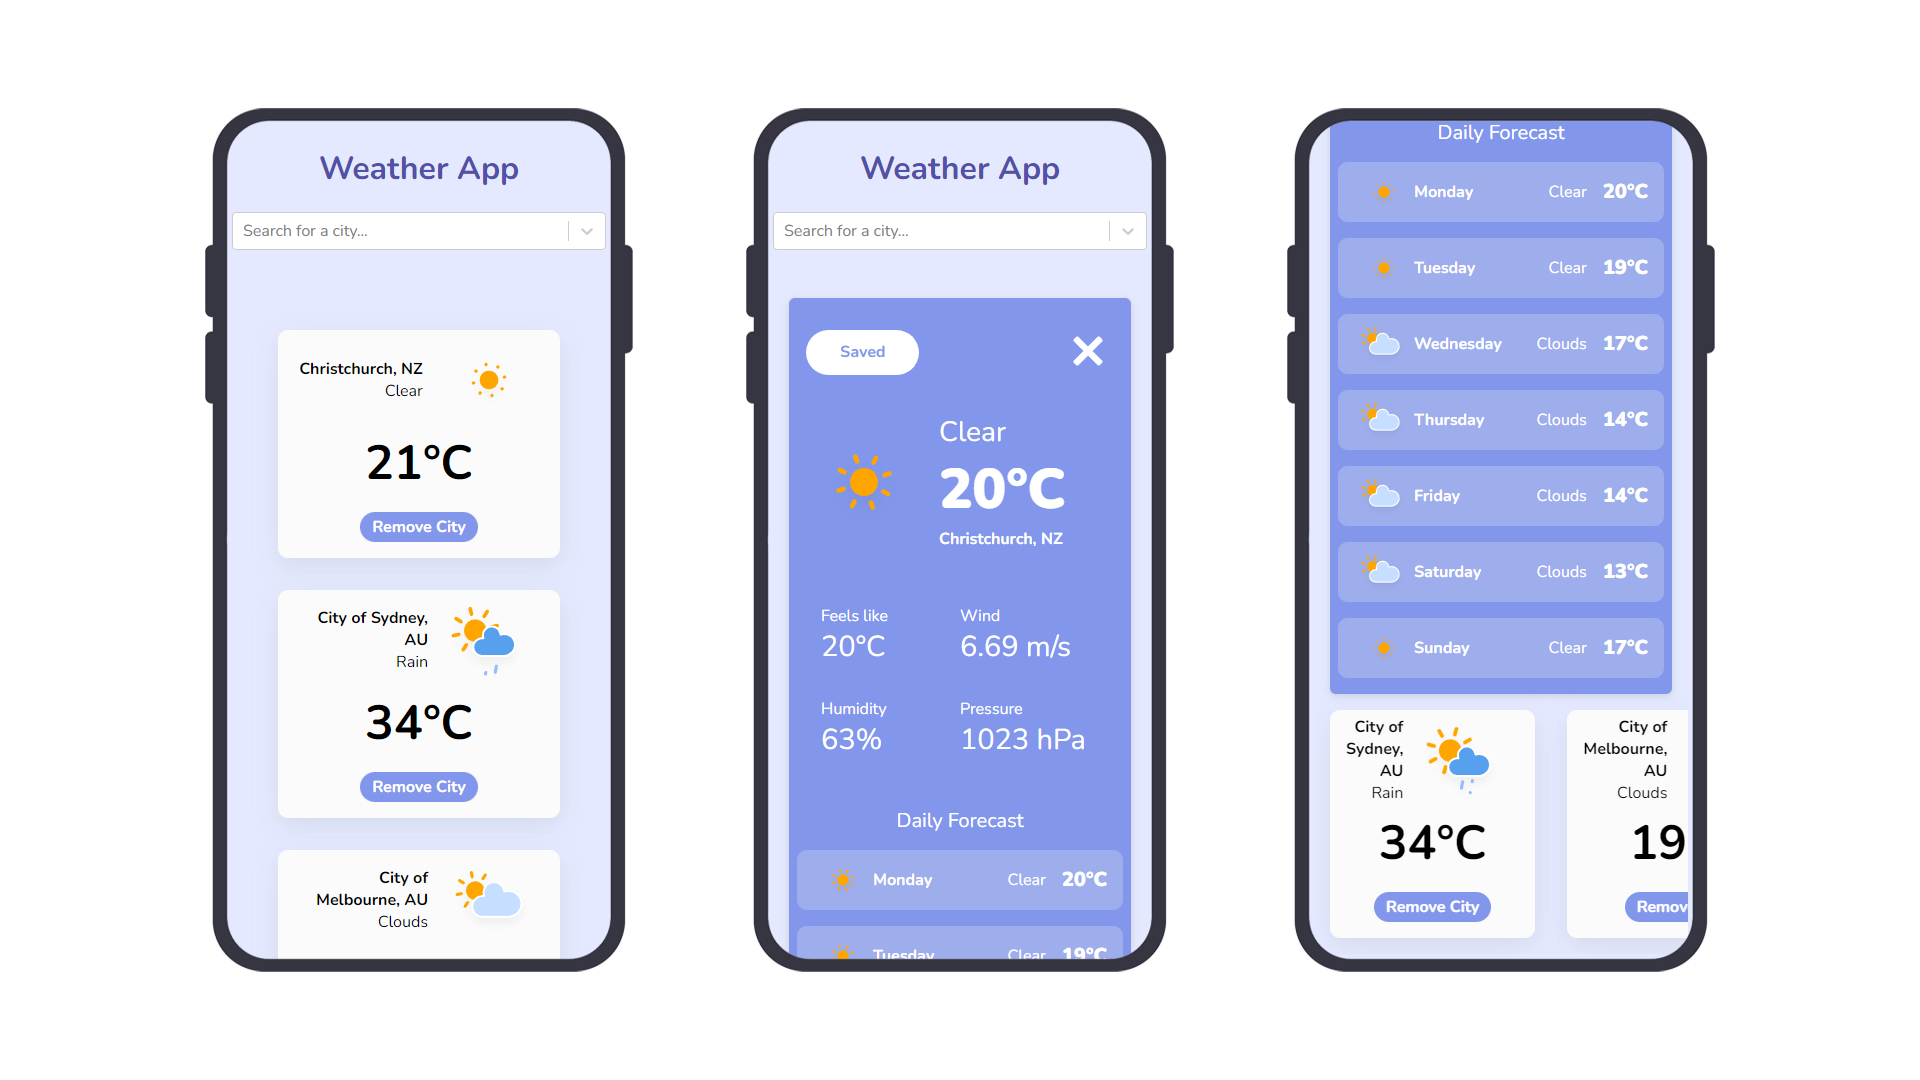 Weather App
Search for a city...
Christchurch, NZ
Clear
21°C
Remove City
City of Sydney,
AU
Rain
34°C
Remove City
City of
Melbourne, AU
Clouds
Weather App
Search for a city...
Saved
Clear
20°C
Christchurch, NZ
Feels like
20°C
Wind
6.69 m/s
Humidity
63%
Pressure
1023 hPa
Daily Forecast
Monday Clear 20°C
Tuesday Clear 19°C
Daily Forecast
Monday Clear 20°C
Tuesday Clear 19°C
Wednesday Clouds 17°C
Thursday Clouds 14°C
Friday Clouds 14°C
Saturday Clouds 13°C
Sunday Clear 17°C
City of
Sydney,
AU
Rain
34°C
Remove City
City of
Melbourne,
AU
Clouds
19
Remov